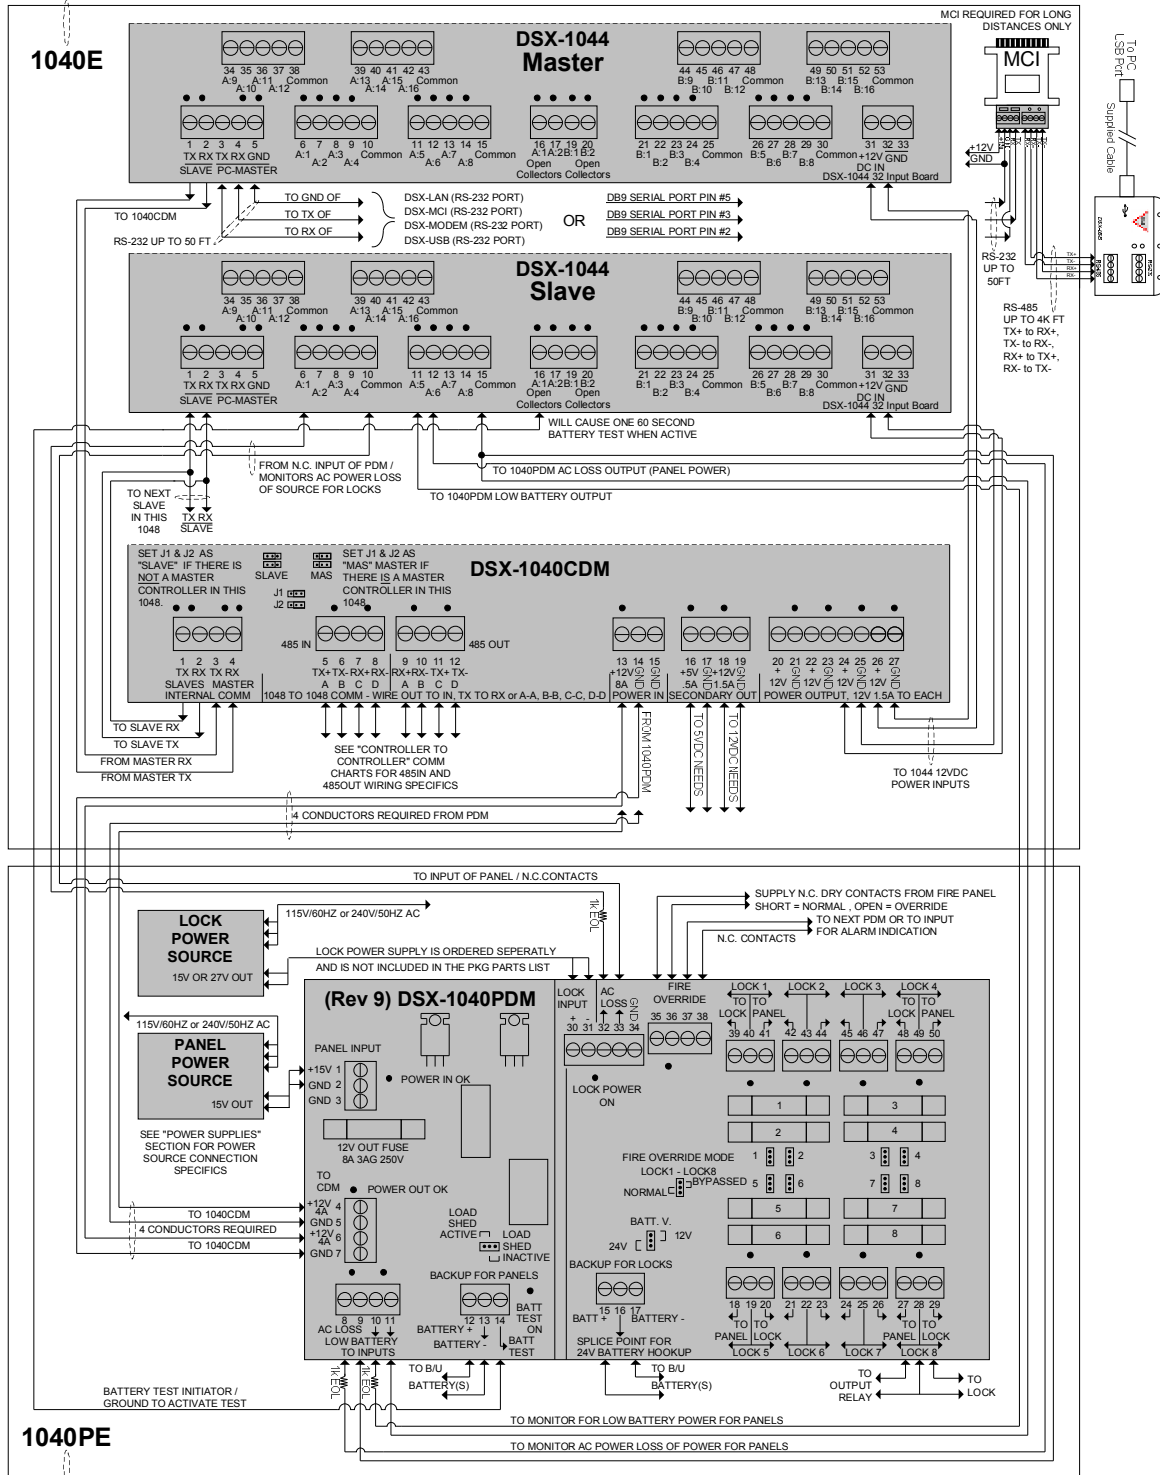 1040E
DSX-1044
Master
MCI REQUIRED FOR LONG
DISTANCES ONLY
MCI
To PC
USB Port
Supplied Cable
34 35 36 37 38
A:9 A:11 Common
A:10 A:12
39 40 41 42 43
A:13 A:15 Common
A:14 A:16
44 45 46 47 48
B:9 B:11 Common
B:10 B:12
49 50 51 52 53
B:13 B:15 Common
B:14 B:16
1 2 3 4 5
TX RX TX RX GND
SLAVE PC-MASTER
6 7 8 9 10
A:1 A:3 Common
A:2 A:4
11 12 13 14 15
A:5 A:7 Common
A:6 A:8
16 17 18 19 20
A:1 A:2 B:1 B:2
Open Open
Collectors Collectors
21 22 23 24 25
B:1 B:3 Common
B:2 B:4
26 27 28 29 30
B:5 B:7 Common
B:6 B:8
31 32 33
+12V GND
DC IN
DSX-1044 32 Input Board
+12V
GND
TO 1040CDM
RS-232 UP TO 50 FT
TO GND OF
TO TX OF
TO RX OF
DSX-LAN (RS-232 PORT)
DSX-MCI (RS-232 PORT)
DSX-MODEM (RS-232 PORT)
DSX-USB (RS-232 PORT)
OR
DB9 SERIAL PORT PIN #5
DB9 SERIAL PORT PIN #3
DB9 SERIAL PORT PIN #2
RS-232
UP TO
50FT
TX+
TX-
RX+
RX-
RS-485
UP TO 4K FT
TX+ to RX+,
TX- to RX-,
RX+ to TX+,
RX- to TX-
DSX-1044
Slave
34 35 36 37 38
A:9 A:11 Common
A:10 A:12
39 40 41 42 43
A:13 A:15 Common
A:14 A:16
44 45 46 47 48
B:9 B:11 Common
B:10 B:12
49 50 51 52 53
B:13 B:15 Common
B:14 B:16
1 2 3 4 5
TX RX TX RX GND
SLAVE PC-MASTER
6 7 8 9 10
A:1 A:3 Common
A:2 A:4
11 12 13 14 15
A:5 A:7 Common
A:6 A:8
16 17 18 19 20
A:1 A:2 B:1 B:2
Open Open
Collectors Collectors
21 22 23 24 25
B:1 B:3 Common
B:2 B:4
26 27 28 29 30
B:5 B:7 Common
B:6 B:8
31 32 33
+12V GND
DC IN
DSX-1044 32 Input Board
WILL CAUSE ONE 60 SECOND
BATTERY TEST WHEN ACTIVE
FROM N.C. INPUT OF PDM /
MONITORS AC POWER LOSS
OF SOURCE FOR LOCKS
TO 1040PDM AC LOSS OUTPUT (PANEL POWER)
TO 1040PDM LOW BATTERY OUTPUT
TO NEXT
SLAVE
IN THIS
1048
TX RX
SLAVE
SET J1 & J2 AS
"SLAVE" IF THERE IS
NOT A MASTER
CONTROLLER IN THIS
1048.
SLAVE
MAS
J1
J2
SET J1 & J2 AS
"MAS" MASTER IF
THERE IS A MASTER
CONTROLLER IN THIS
1048
DSX-1040CDM
485 IN
485 OUT
1 2 3 4
TX RX TX RX
SLAVES MASTER
INTERNAL COMM
5 6 7 8
TX+ TX- RX+ RX-
A B C D
9 10 11 12
RX+ RX- TX+ TX-
A B C D
1048 TO 1048 COMM - WIRE OUT TO IN, TX TO RX or A-A, B-B, C-C, D-D
13 14 15
+12V GND GND
8A
POWER IN
16 17 18 19
+5V GND +12V GND
.5A 1.5A
SECONDARY OUT
20 21 22 23 24 25 26 27
+ GND + GND + GND + GND
12V 12V 12V 12V
POWER OUTPUT, 12V 1.5A TO EACH
TO SLAVE RX
TO SLAVE TX
FROM MASTER RX
FROM MASTER TX
SEE "CONTROLLER TO
CONTROLLER" COMM
CHARTS FOR 485IN AND
485OUT WIRING SPECIFICS
FROM 1040PDM
TO 5VDC NEEDS
TO 12VDC NEEDS
TO 1044 12VDC
POWER INPUTS
4 CONDUCTORS REQUIRED FROM PDM
TO INPUT OF PANEL / N.C.CONTACTS
1k EOL
SUPPLY N.C. DRY CONTACTS FROM FIRE PANEL
SHORT = NORMAL , OPEN = OVERRIDE
TO NEXT PDM OR TO INPUT
FOR ALARM INDICATION
N.C. CONTACTS
LOCK
POWER
SOURCE
15V OR 27V OUT
115V/60HZ or 240V/50HZ AC
LOCK POWER SUPPLY IS ORDERED SEPERATLY
AND IS NOT INCLUDED IN THE PKG PARTS LIST
115V/60HZ or 240V/50HZ AC
PANEL
POWER
SOURCE
15V OUT
SEE "POWER SUPPLIES"
SECTION FOR POWER
SOURCE CONNECTION
SPECIFICS
(Rev 9) DSX-1040PDM
PANEL INPUT
+15V 1
GND 2
GND 3
POWER IN OK
12V OUT FUSE
8A 3AG 250V
TO
CDM
POWER OUT OK
+12V 4
4A
GND 5
+12V 6
4A
GND 7
TO 1040CDM
4 CONDUCTORS REQUIRED
TO 1040CDM
LOAD
SHED
ACTIVE
LOAD
SHED
INACTIVE
BACKUP FOR PANELS
BATT
TEST
ON
8 9 10 11
AC LOSS
LOW BATTERY
TO INPUTS
12 13 14
BATTERY +
BATTERY -
BATT
TEST
LOCK
INPUT
+ -
AC
LOSS
GND
30 31 32 33 34
FIRE
OVERRIDE
35 36 37 38
LOCK POWER
ON
LOCK 1
LOCK 2
LOCK 3
LOCK 4
TO TO
LOCK PANEL
TO TO
LOCK PANEL
39 40 41
42 43 44
45 46 47
48 49 50
1
2
3
4
FIRE OVERRIDE MODE
LOCK1 - LOCK8
NORMAL
BYPASSED
1 2
3 4
5 6
7 8
5
6
7
8
BATT. V.
24V
12V
BACKUP FOR LOCKS
15 16 17
BATT +
BATTERY -
SPLICE POINT FOR
24V BATTERY HOOKUP
18 19 20
21 22 23
24 25 26
27 28 29
TO TO
PANEL LOCK
TO TO
PANEL LOCK
LOCK 5
LOCK 6
LOCK 7
LOCK 8
1k EOL
1k EOL
TO B/U
BATTERY(S)
TO B/U
BATTERY(S)
TO
OUTPUT
RELAY
TO
LOCK
BATTERY TEST INITIATOR /
GROUND TO ACTIVATE TEST
TO MONITOR FOR LOW BATTERY POWER FOR PANELS
TO MONITOR AC POWER LOSS OF POWER FOR PANELS
1040PE